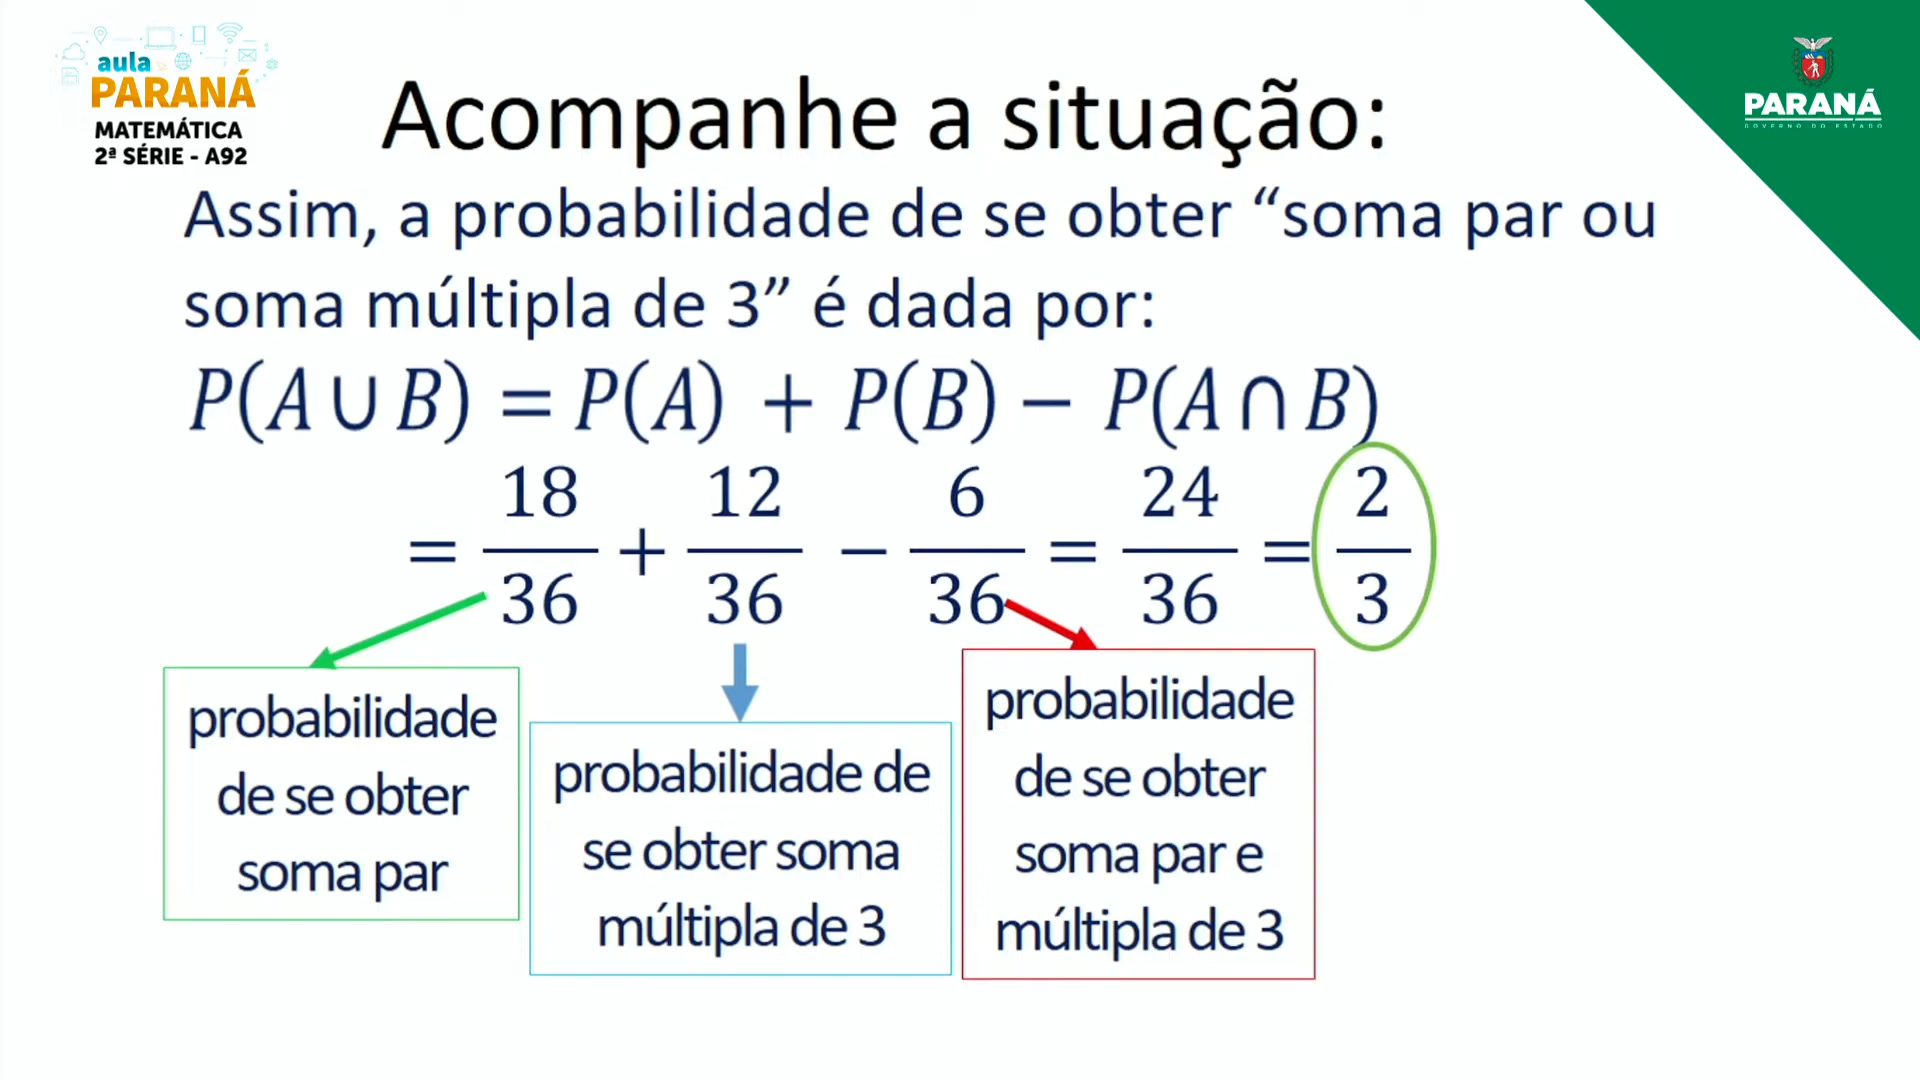 aula
PARANÁ
MATEMÁTICA
2ª SÉRIE - A92
PARANÁ
GOVERNO DO ESTADO
Acompanhe a situação:
Assim, a probabilidade de se obter “soma par ou
soma múltipla de 3” é dada por:
P(A ∪ B) = P(A) + P(B) − P(A ∩ B)
= 18/36 + 12/36 − 6/36 = 24/36 = 2/3
probabilidade
de se obter
soma par
probabilidade de
se obter soma
múltipla de 3
probabilidade
de se obter
soma par e
múltipla de 3